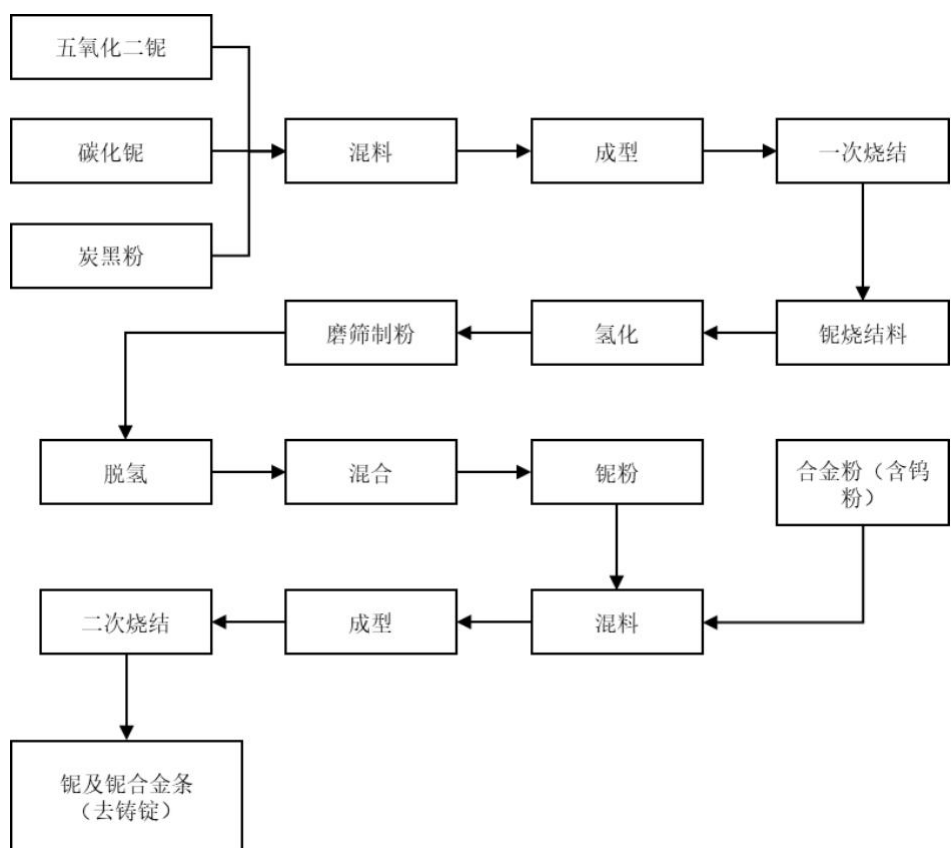 五氧化二铌
碳化铌
炭黑粉
混料
成型
一次烧结
磨筛制粉
氢化
铌烧结料
脱氢
混合
铌粉
合金粉（含钨
粉）
二次烧结
成型
混料
铌及铌合金条
（去铸锭）